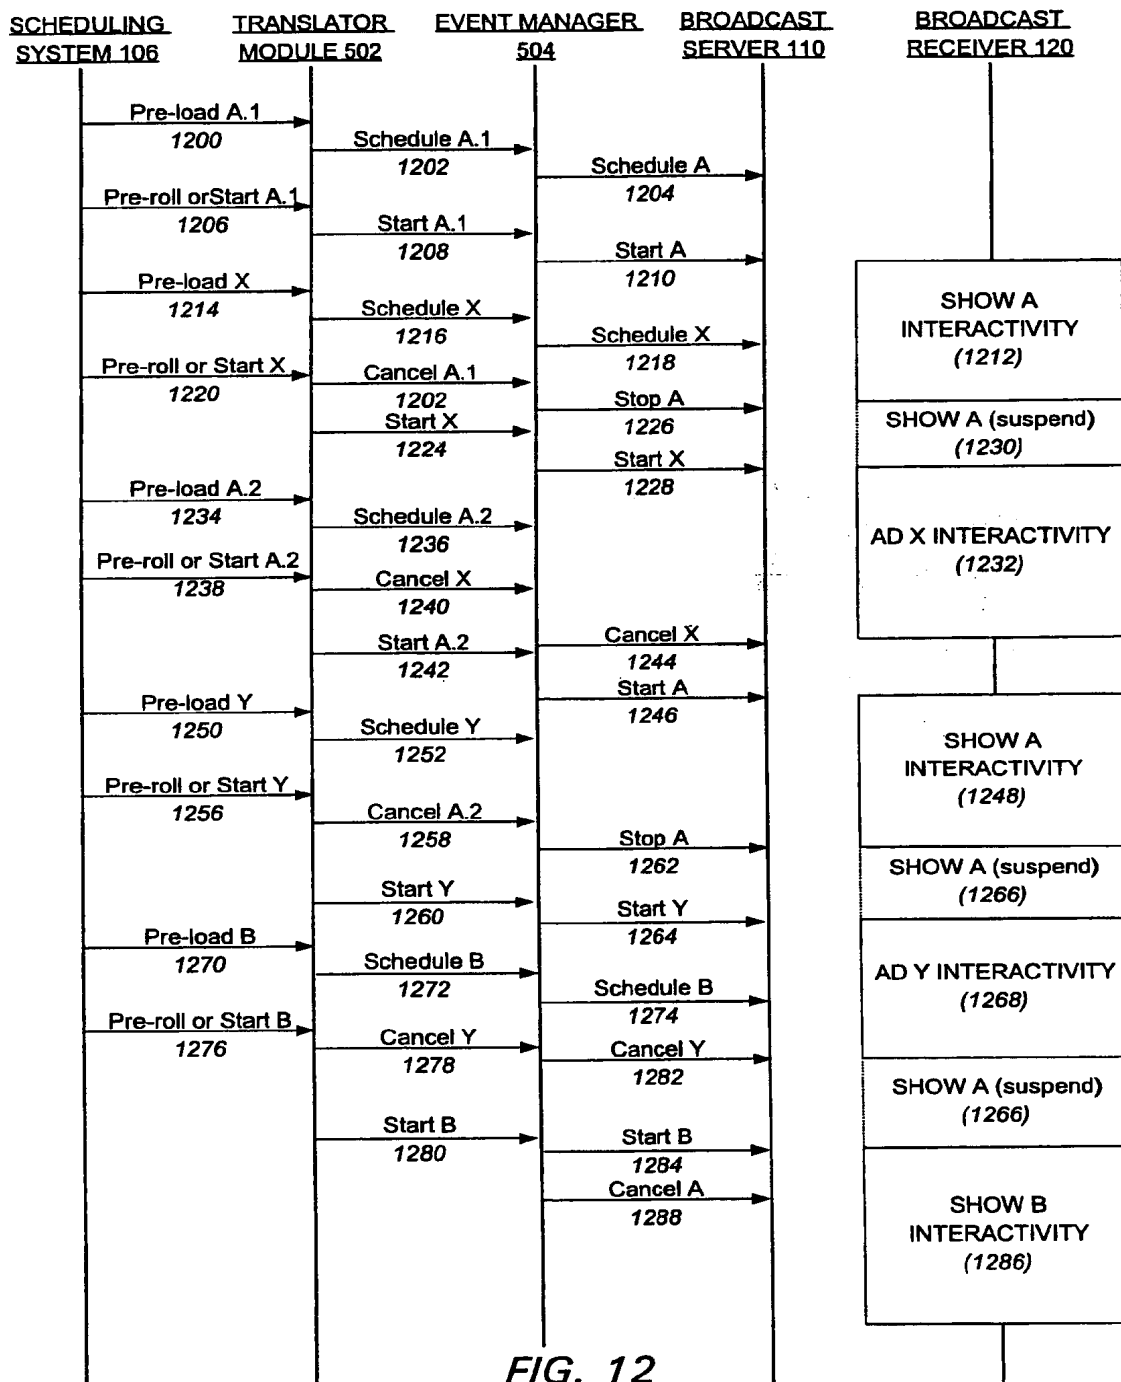 SCHEDULING
SYSTEM 106
TRANSLATOR
MODULE 502
EVENT MANAGER
504
BROADCAST
SERVER 110
BROADCAST
RECEIVER 120
Pre-load A.1
1200
Schedule A.1
1202
Schedule A
1204
Pre-roll orStart A.1
1206
Start A.1
1208
Start A
1210
SHOW A
INTERACTIVITY
(1212)
Pre-load X
1214
Schedule X
1216
Schedule X
1218
Pre-roll or Start X
1220
Cancel A.1
1202
Stop A
1226
Start X
1224
SHOW A (suspend)
(1230)
Start X
1228
Pre-load A.2
1234
Schedule A.2
1236
AD X INTERACTIVITY
(1232)
Pre-roll or Start A.2
1238
Cancel X
1240
Start A.2
1242
Cancel X
1244
Start A
1246
Pre-load Y
1250
Schedule Y
1252
SHOW A
INTERACTIVITY
(1248)
Pre-roll or Start Y
1256
Cancel A.2
1258
Stop A
1262
SHOW A (suspend)
(1266)
Start Y
1260
Start Y
1264
Pre-load B
1270
Schedule B
1272
Schedule B
1274
AD Y INTERACTIVITY
(1268)
Pre-roll or Start B
1276
Cancel Y
1278
Cancel Y
1282
SHOW A (suspend)
(1266)
Start B
1280
Start B
1284
Cancel A
1288
SHOW B
INTERACTIVITY
(1286)
FIG. 12